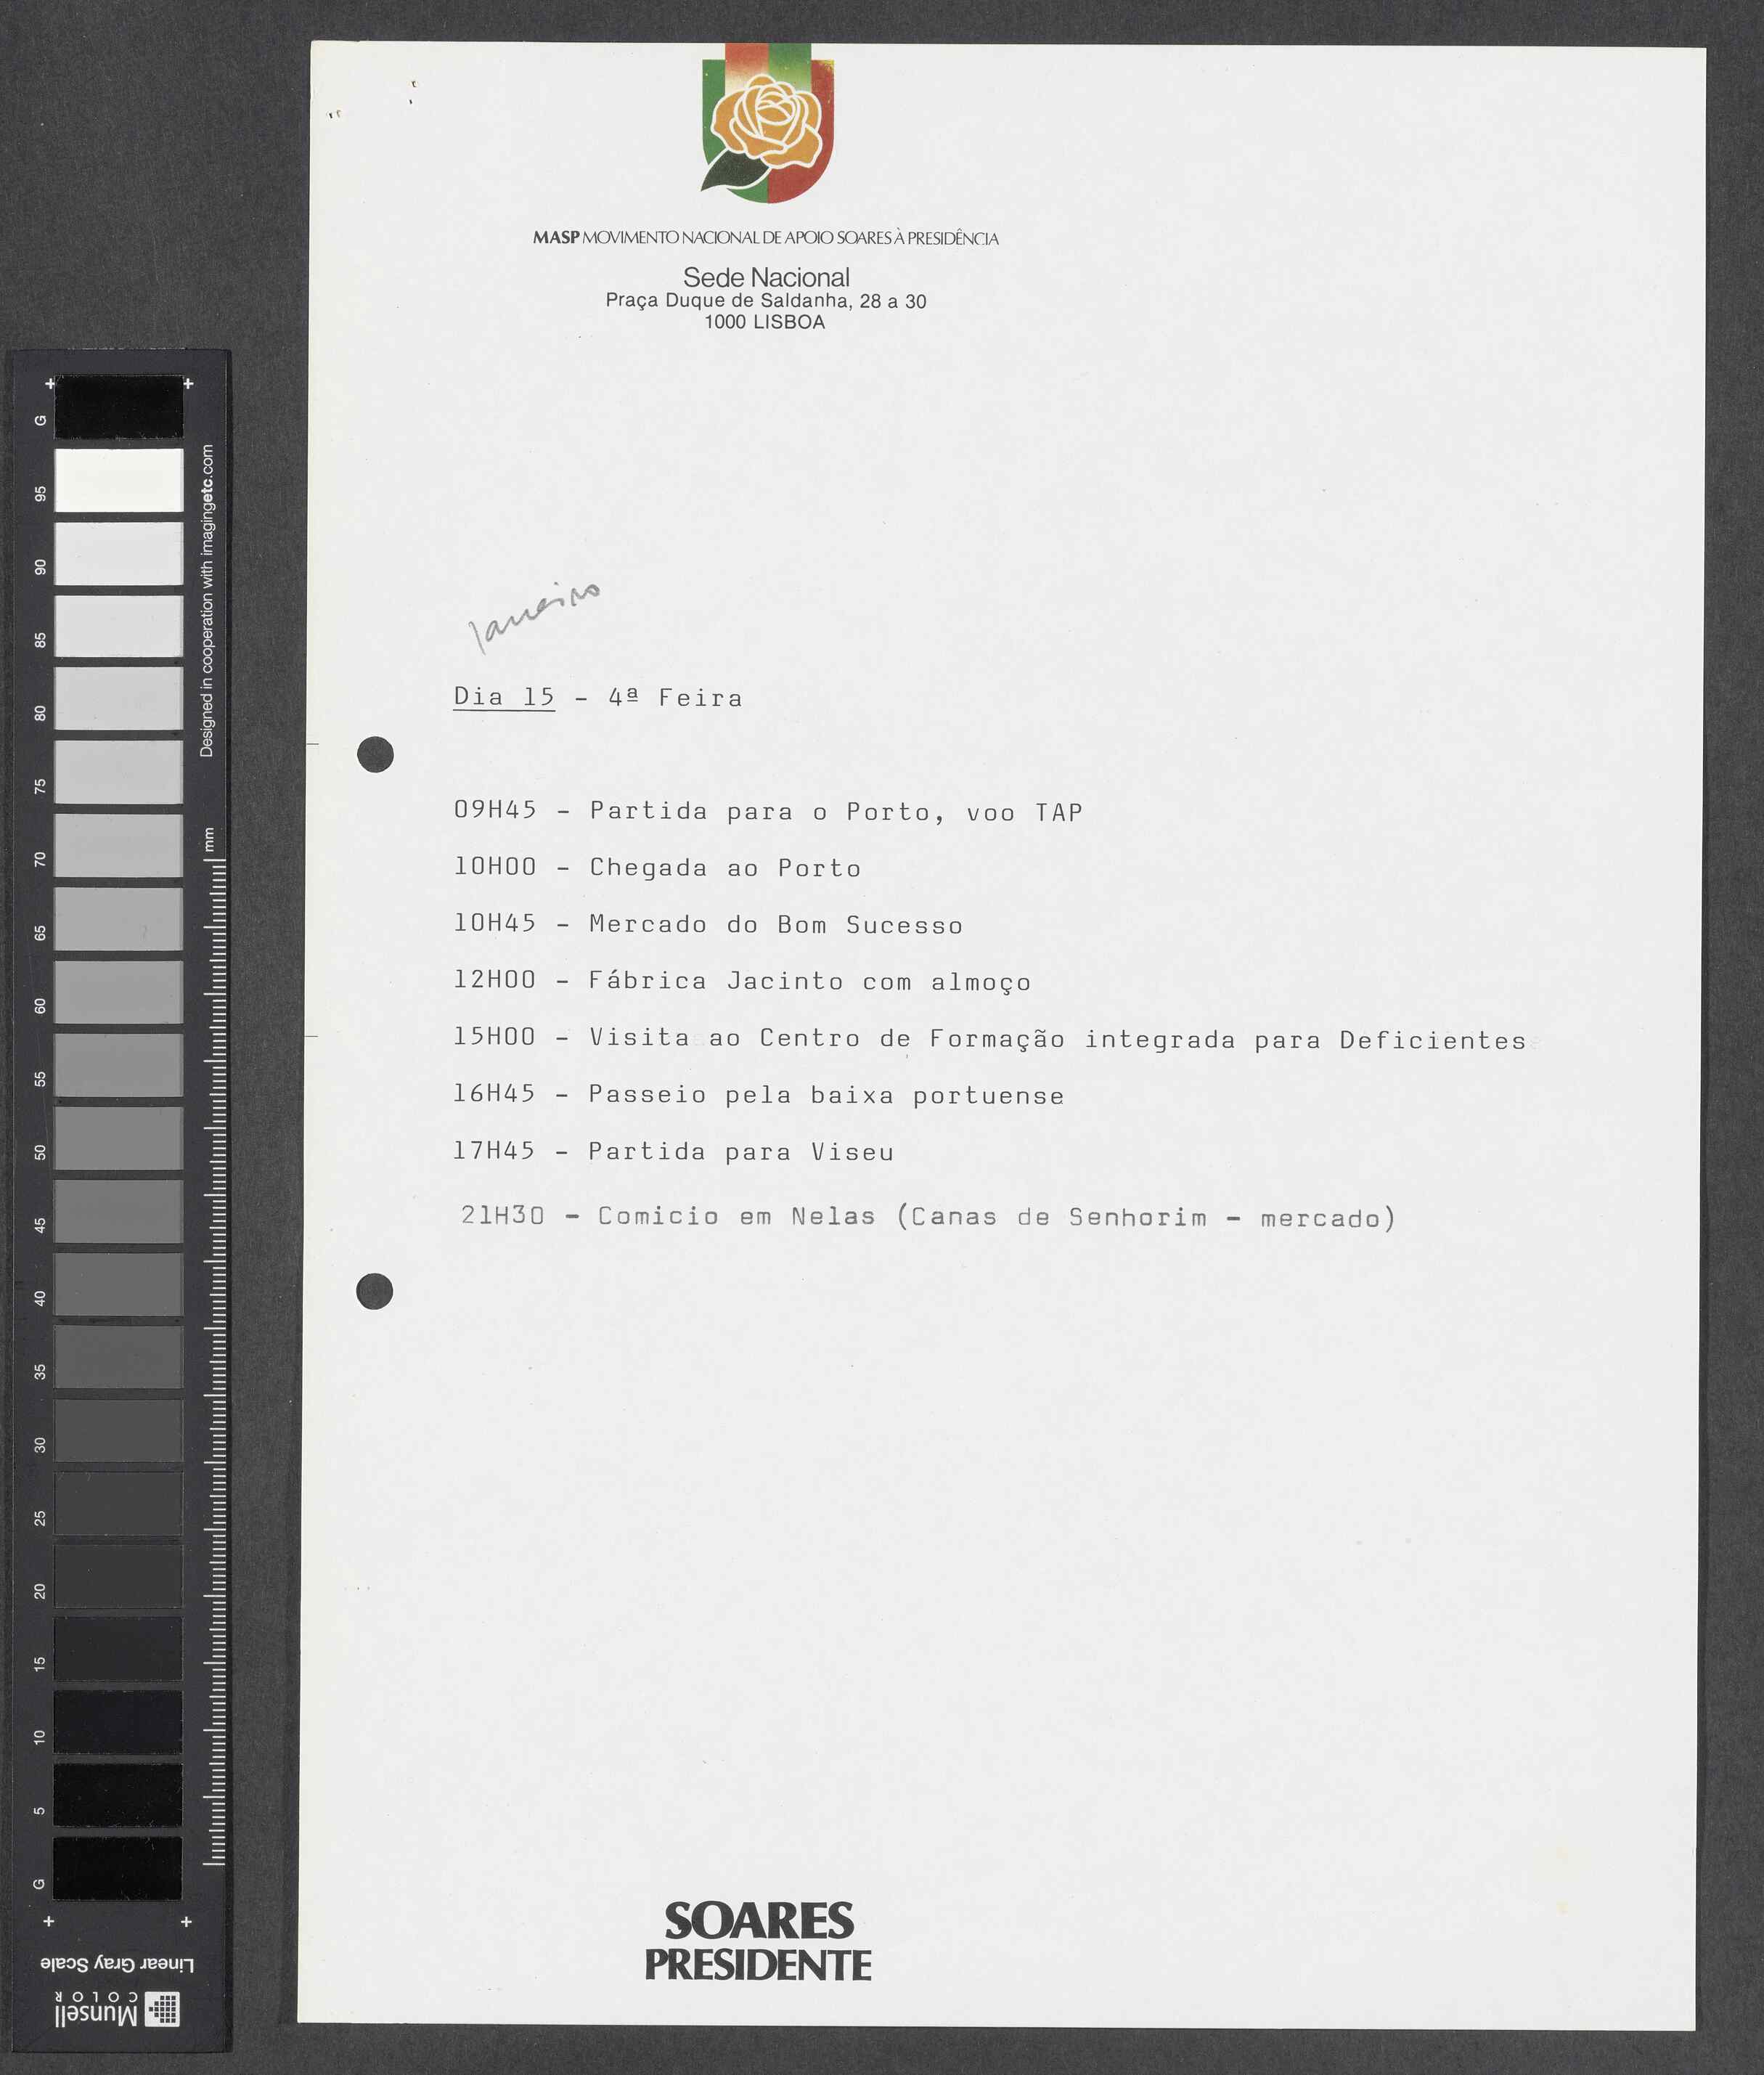 MASP MOVIMENTO NACIONAL DE APOIO SOARES À PRESIDÊNCIA
Sede Nacional
Praça Duque de Saldanha, 28 a 30
1000 LISBOA
Janeiro
Dia 15 - 4ª Feira
09H45 - Partida para o Porto, voo TAP
10H00 - Chegada ao Porto
10H45 - Mercado do Bom Sucesso
12H00 - Fábrica Jacinto com almoço
15H00 - Visita ao Centro de Formação integrada para Deficientes
16H45 - Passeio pela baixa portuense
17H45 - Partida para Viseu
21H30 - Comicio em Nelas (Canas de Senhorim - mercado)
SOARES
PRESIDENTE
G
95
90
85
80
75
70
65
60
55
50
45
40
35
30
25
20
15
10
5
G
Designed in cooperation with imagingetc.com
mm
Linear Gray Scale
Munsell
COLOR